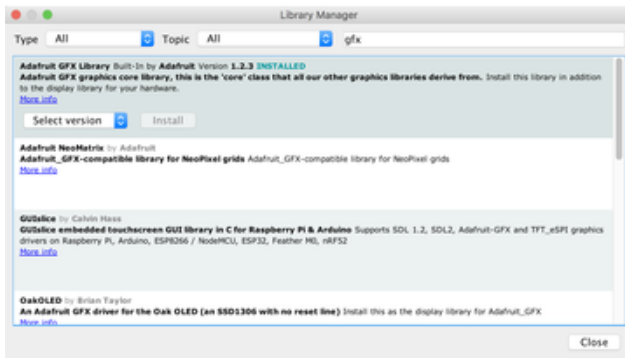 Library Manager
Type All Topic All gfx
Adafruit GFX Library Built-In by Adafruit Version 1.2.3 INSTALLED
Adafruit GFX graphics core library, this is the 'core' class that all our other graphics libraries derive from. Install this library in addition
to the display library for your hardware.
More info
Select version Install
Adafruit NeoMatrix by Adafruit
Adafruit_GFX-compatible library for NeoPixel grids Adafruit_GFX-compatible library for NeoPixel grids
More info
GUIslice by Calvin Hass
GUIslice embedded touchscreen GUI library in C for Raspberry Pi & Arduino Supports SDL 1.2, SDL2, Adafruit-GFX and TFT_eSPI graphics
drivers on Raspberry Pi, Arduino, ESP8266 / NodeMCU, ESP32, Feather M0, nRF52
More info
OakOLED by Brian Taylor
An Adafruit GFX driver for the Oak OLED (an SSD1306 with no reset line) Install this as the display library for Adafruit_GFX
More info
Close